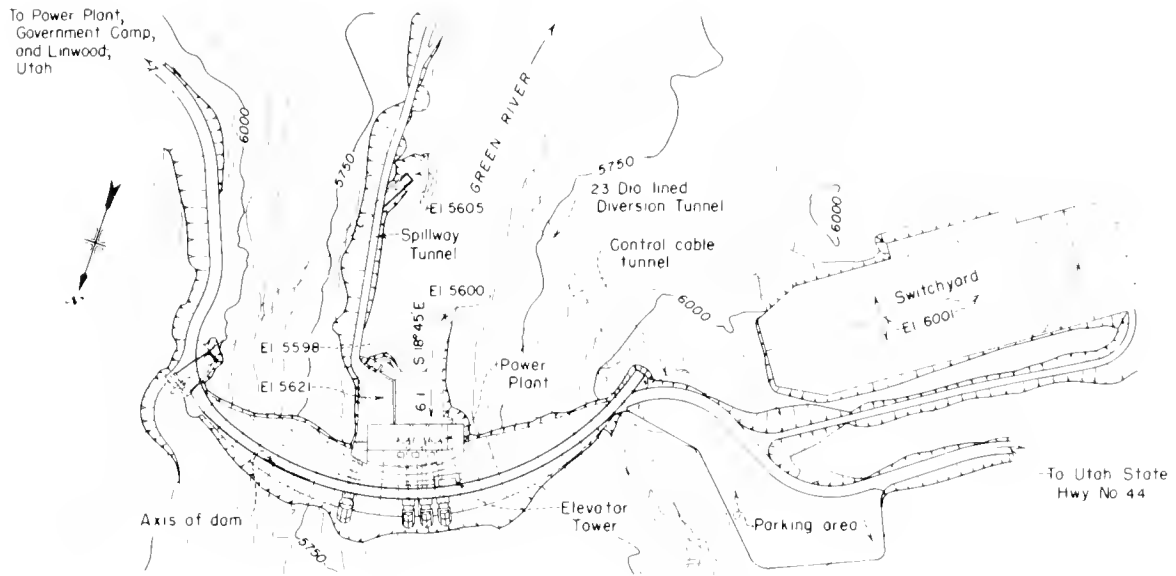 To Power Plant,
Government Camp,
and Linwood,
Utah
6000
5750
GREEN RIVER
5750
23 Dia lined
Diversion Tunnel
6000
El 5605
Spillway
Tunnel
Control cable
tunnel
El 5600
6000
Switchyard
El 6001
S 18° 45' E
El 5598
El 5621
Power
Plant
Axis of dam
5750
Elevator
Tower
Parking area
To Utah State
Hwy No 44